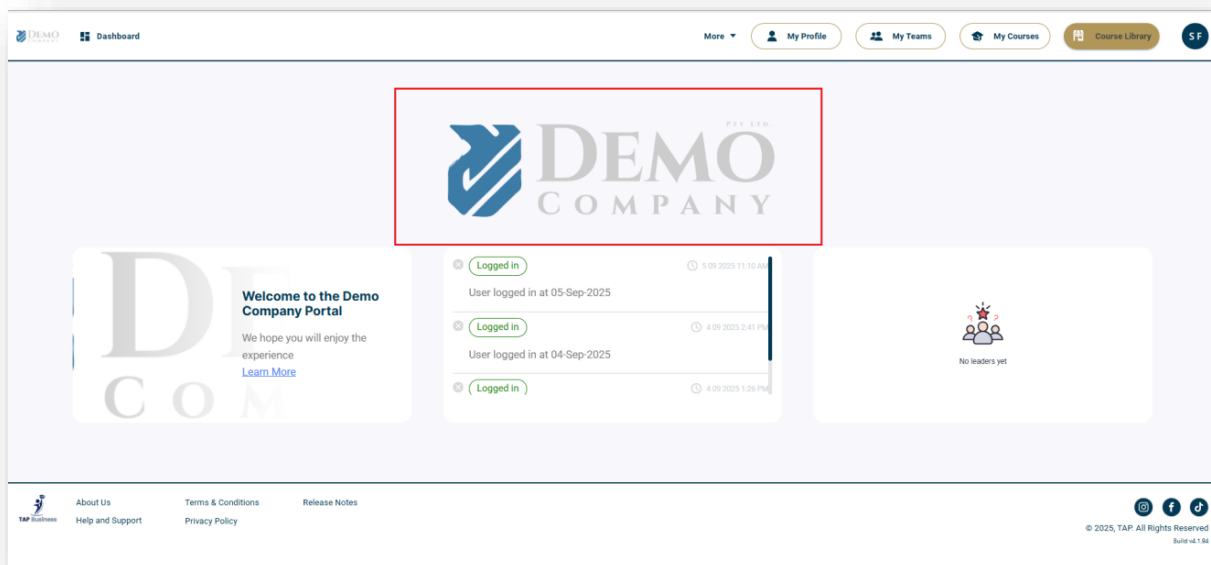 DEMO
COMPANY
Dashboard
More
My Profile
My Teams
My Courses
Course Library
S F
PTY LTD.
DEMO
COMPANY
DE
COM
Welcome to the Demo
Company Portal
We hope you will enjoy the
experience
Learn More
Logged in
5 09 2025 11:10 AM
User logged in at 05-Sep-2025
Logged in
4 09 2025 2:41 PM
User logged in at 04-Sep-2025
Logged in
4 09 2025 1:26 PM
? ?
No leaders yet
TAP Business
About Us
Help and Support
Terms & Conditions
Privacy Policy
Release Notes
© 2025, TAP. All Rights Reserved
Build v4.1.94